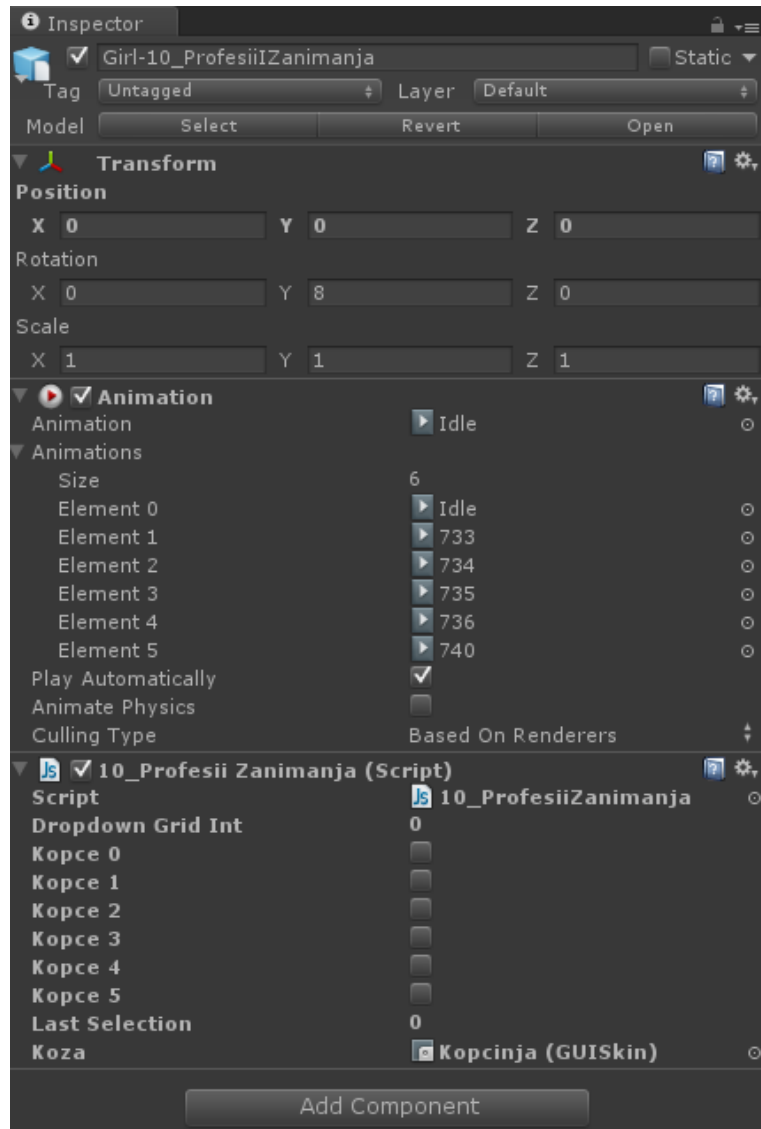 Inspector
Girl-10_ProfesiiIZanimanja Static
Tag Untagged Layer Default
Model Select Revert Open
Transform
Position
X 0 Y 0 Z 0
Rotation
X 0 Y 8 Z 0
Scale
X 1 Y 1 Z 1
Animation
Animation Idle
Animations
Size 6
Element 0 Idle
Element 1 733
Element 2 734
Element 3 735
Element 4 736
Element 5 740
Play Automatically
Animate Physics
Culling Type Based On Renderers
Js 10_Profesii Zanimanja (Script)
Script Js 10_ProfesiiZanimanja
Dropdown Grid Int 0
Kopce 0
Kopce 1
Kopce 2
Kopce 3
Kopce 4
Kopce 5
Last Selection 0
Koza Kopcinja (GUISkin)
Add Component